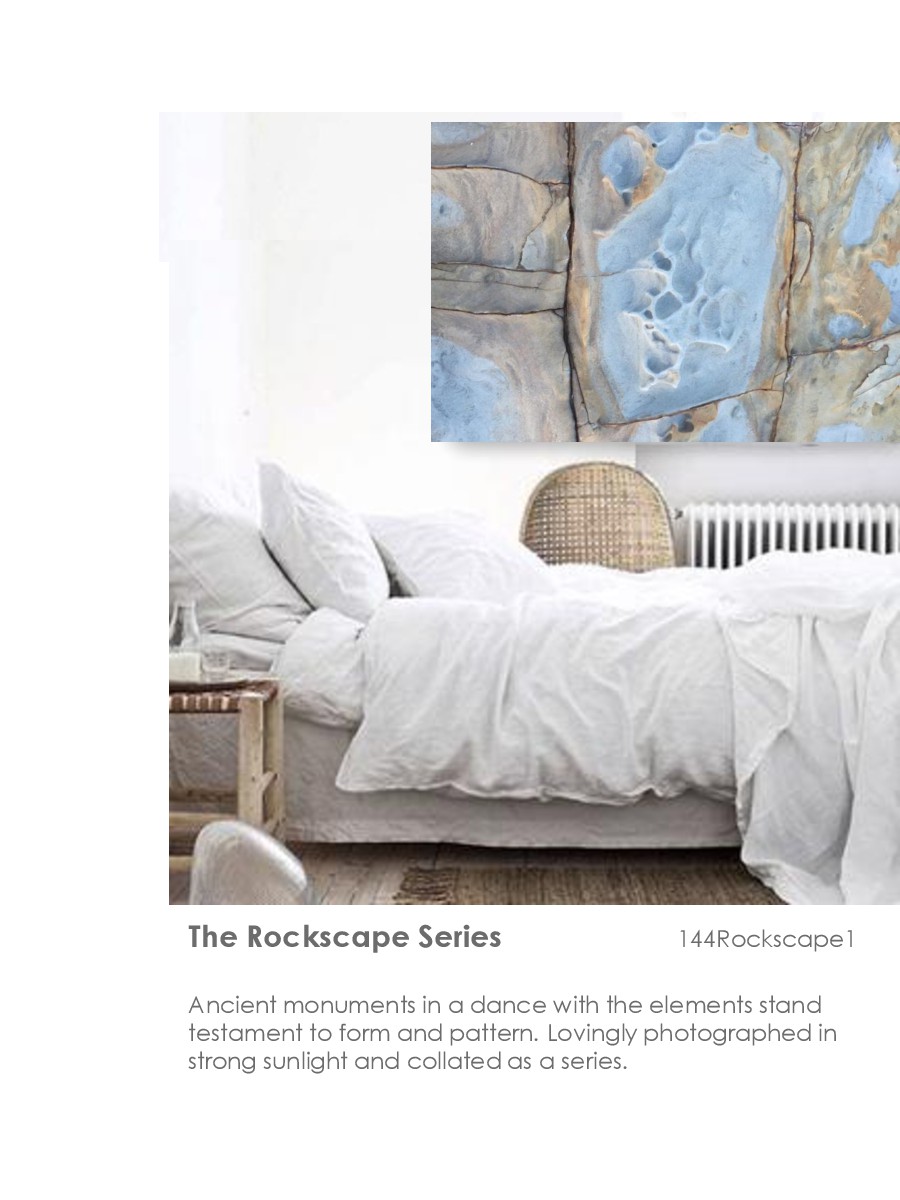 The Rockscape Series 144Rockscape1
Ancient monuments in a dance with the elements stand
testament to form and pattern. Lovingly photographed in
strong sunlight and collated as a series.